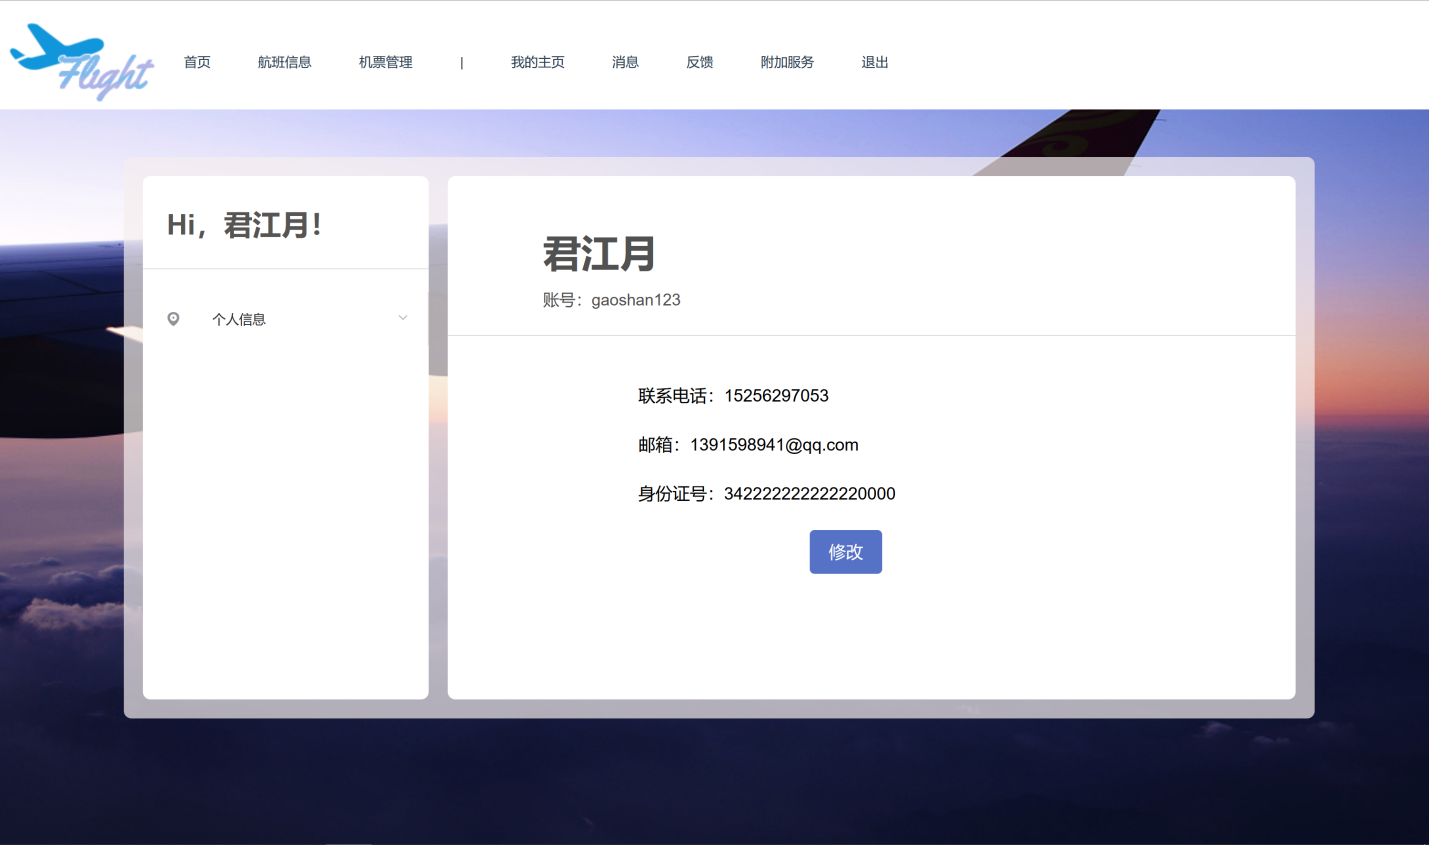 Flight
首页 航班信息 机票管理 | 我的主页 消息 反馈 附加服务 退出
Hi，君江月！
个人信息
君江月
账号：gaoshan123
联系电话：15256297053
邮箱：1391598941@qq.com
身份证号：342222222222220000
修改